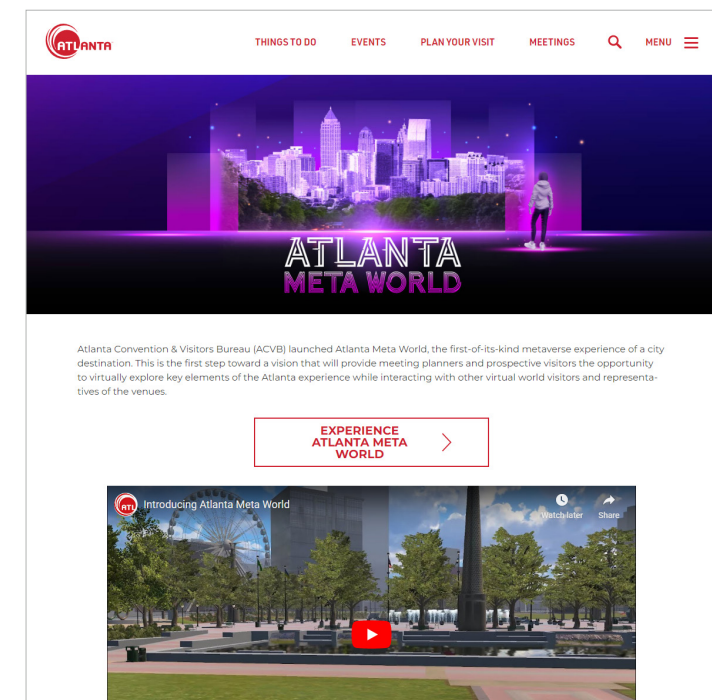 ATLANTA
THINGS TO DO
EVENTS
PLAN YOUR VISIT
MEETINGS
MENU
ATLANTA
META WORLD
Atlanta Convention & Visitors Bureau (ACVB) launched Atlanta Meta World, the first-of-its-kind metaverse experience of a city
destination. This is the first step toward a vision that will provide meeting planners and prospective visitors the opportunity
to virtually explore key elements of the Atlanta experience while interacting with other virtual world visitors and representa-
tives of the venues.
EXPERIENCE
ATLANTA META
WORLD
ATL
Introducing Atlanta Meta World
Watch later
Share